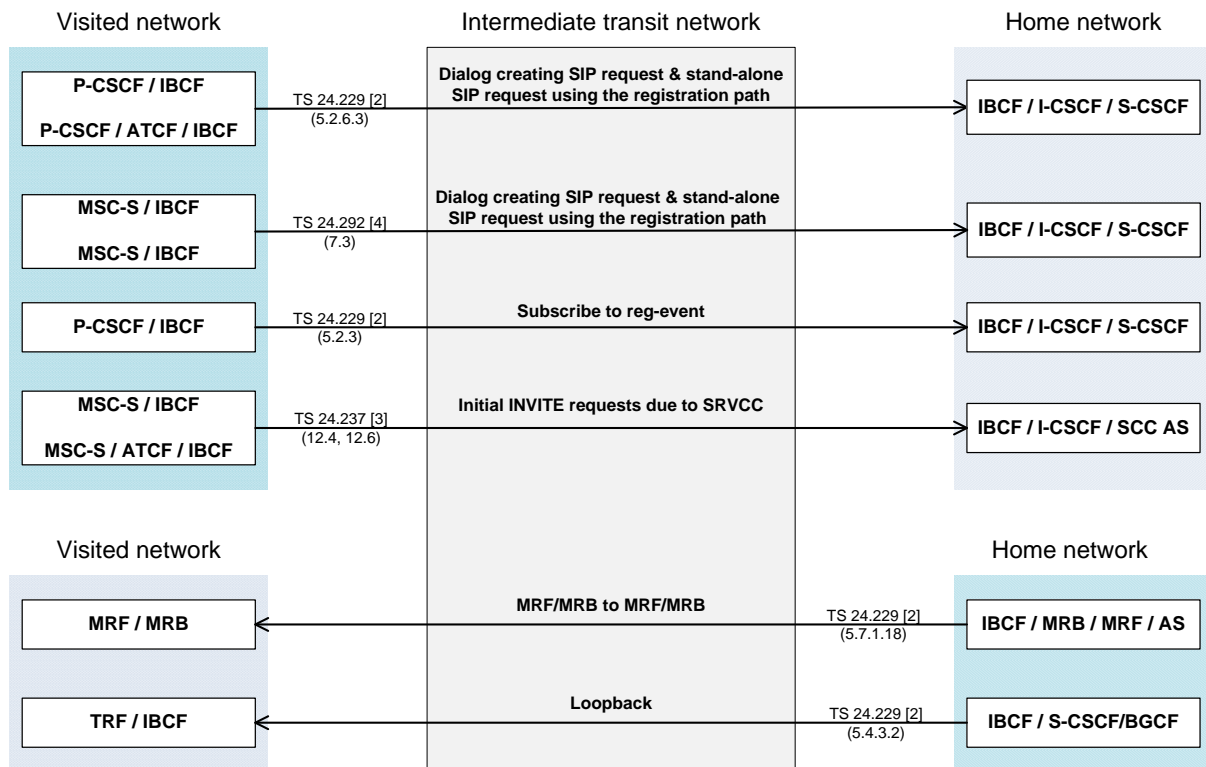 Visited network
Intermediate transit network
Home network
P-CSCF / IBCF
P-CSCF / ATCF / IBCF
TS 24.229 [2]
(5.2.6.3)
Dialog creating SIP request & stand-alone
SIP request using the registration path
IBCF / I-CSCF / S-CSCF
MSC-S / IBCF
MSC-S / IBCF
TS 24.292 [4]
(7.3)
Dialog creating SIP request & stand-alone
SIP request using the registration path
IBCF / I-CSCF / S-CSCF
P-CSCF / IBCF
TS 24.229 [2]
(5.2.3)
Subscribe to reg-event
IBCF / I-CSCF / S-CSCF
MSC-S / IBCF
MSC-S / ATCF / IBCF
TS 24.237 [3]
(12.4, 12.6)
Initial INVITE requests due to SRVCC
IBCF / I-CSCF / SCC AS
Visited network
Home network
MRF / MRB
MRF/MRB to MRF/MRB
TS 24.229 [2]
(5.7.1.18)
IBCF / MRB / MRF / AS
TRF / IBCF
Loopback
TS 24.229 [2]
(5.4.3.2)
IBCF / S-CSCF/BGCF